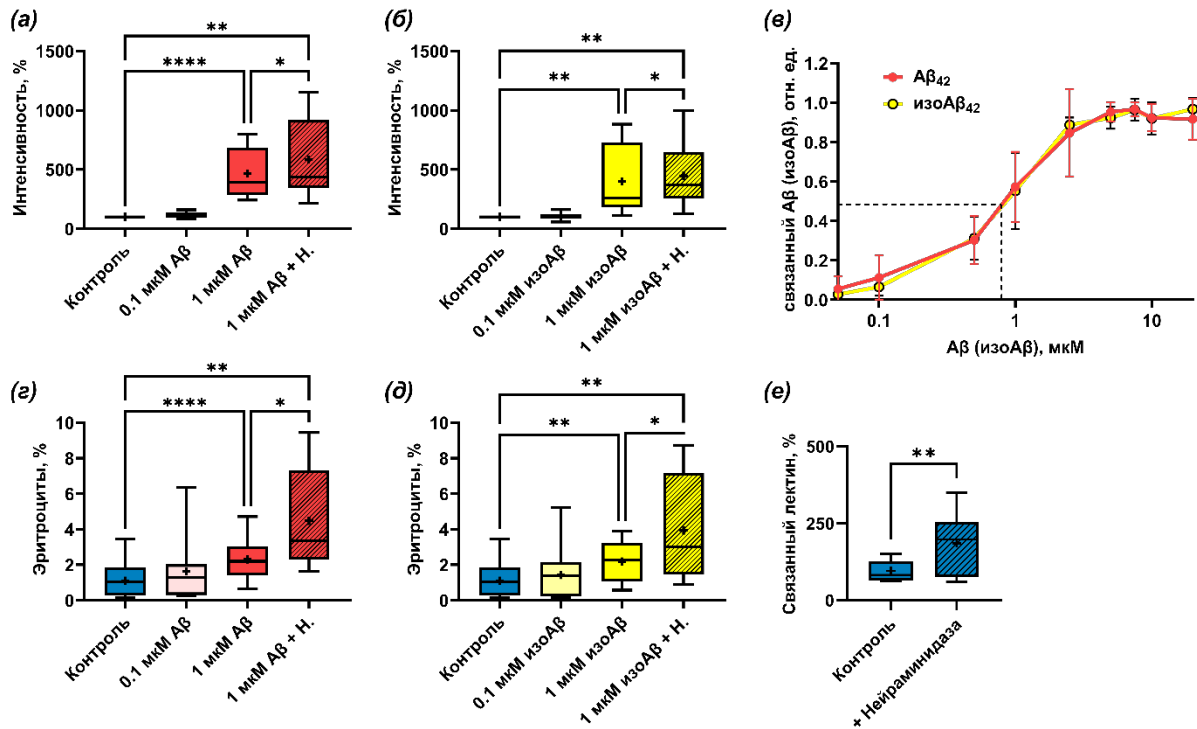 (а)
**
****
*
Интенсивность, %
1500
1000
500
0
Контроль
0.1 мкМ Aβ
1 мкМ Aβ
1 мкМ Aβ + Н.
(б)
**
**
*
Интенсивность, %
1500
1000
500
0
Контроль
0.1 мкМ изоAβ
1 мкМ изоAβ
1 мкМ изоAβ + Н.
(в)
связанный Aβ (изоAβ), отн. ед.
1.2
1.0
0.8
0.6
0.4
0.2
0.0
Aβ₄₂
изоAβ₄₂
0.1
1
10
Aβ (изоAβ), мкМ
(г)
**
****
*
Эритроциты, %
10
8
6
4
2
0
Контроль
0.1 мкМ Aβ
1 мкМ Aβ
1 мкМ Aβ + Н.
(д)
**
**
*
Эритроциты, %
10
8
6
4
2
0
Контроль
0.1 мкМ изоAβ
1 мкМ изоAβ
1 мкМ изоAβ + Н.
(е)
**
Связанный лектин, %
500
250
0
Контроль
+ Нейраминидаза